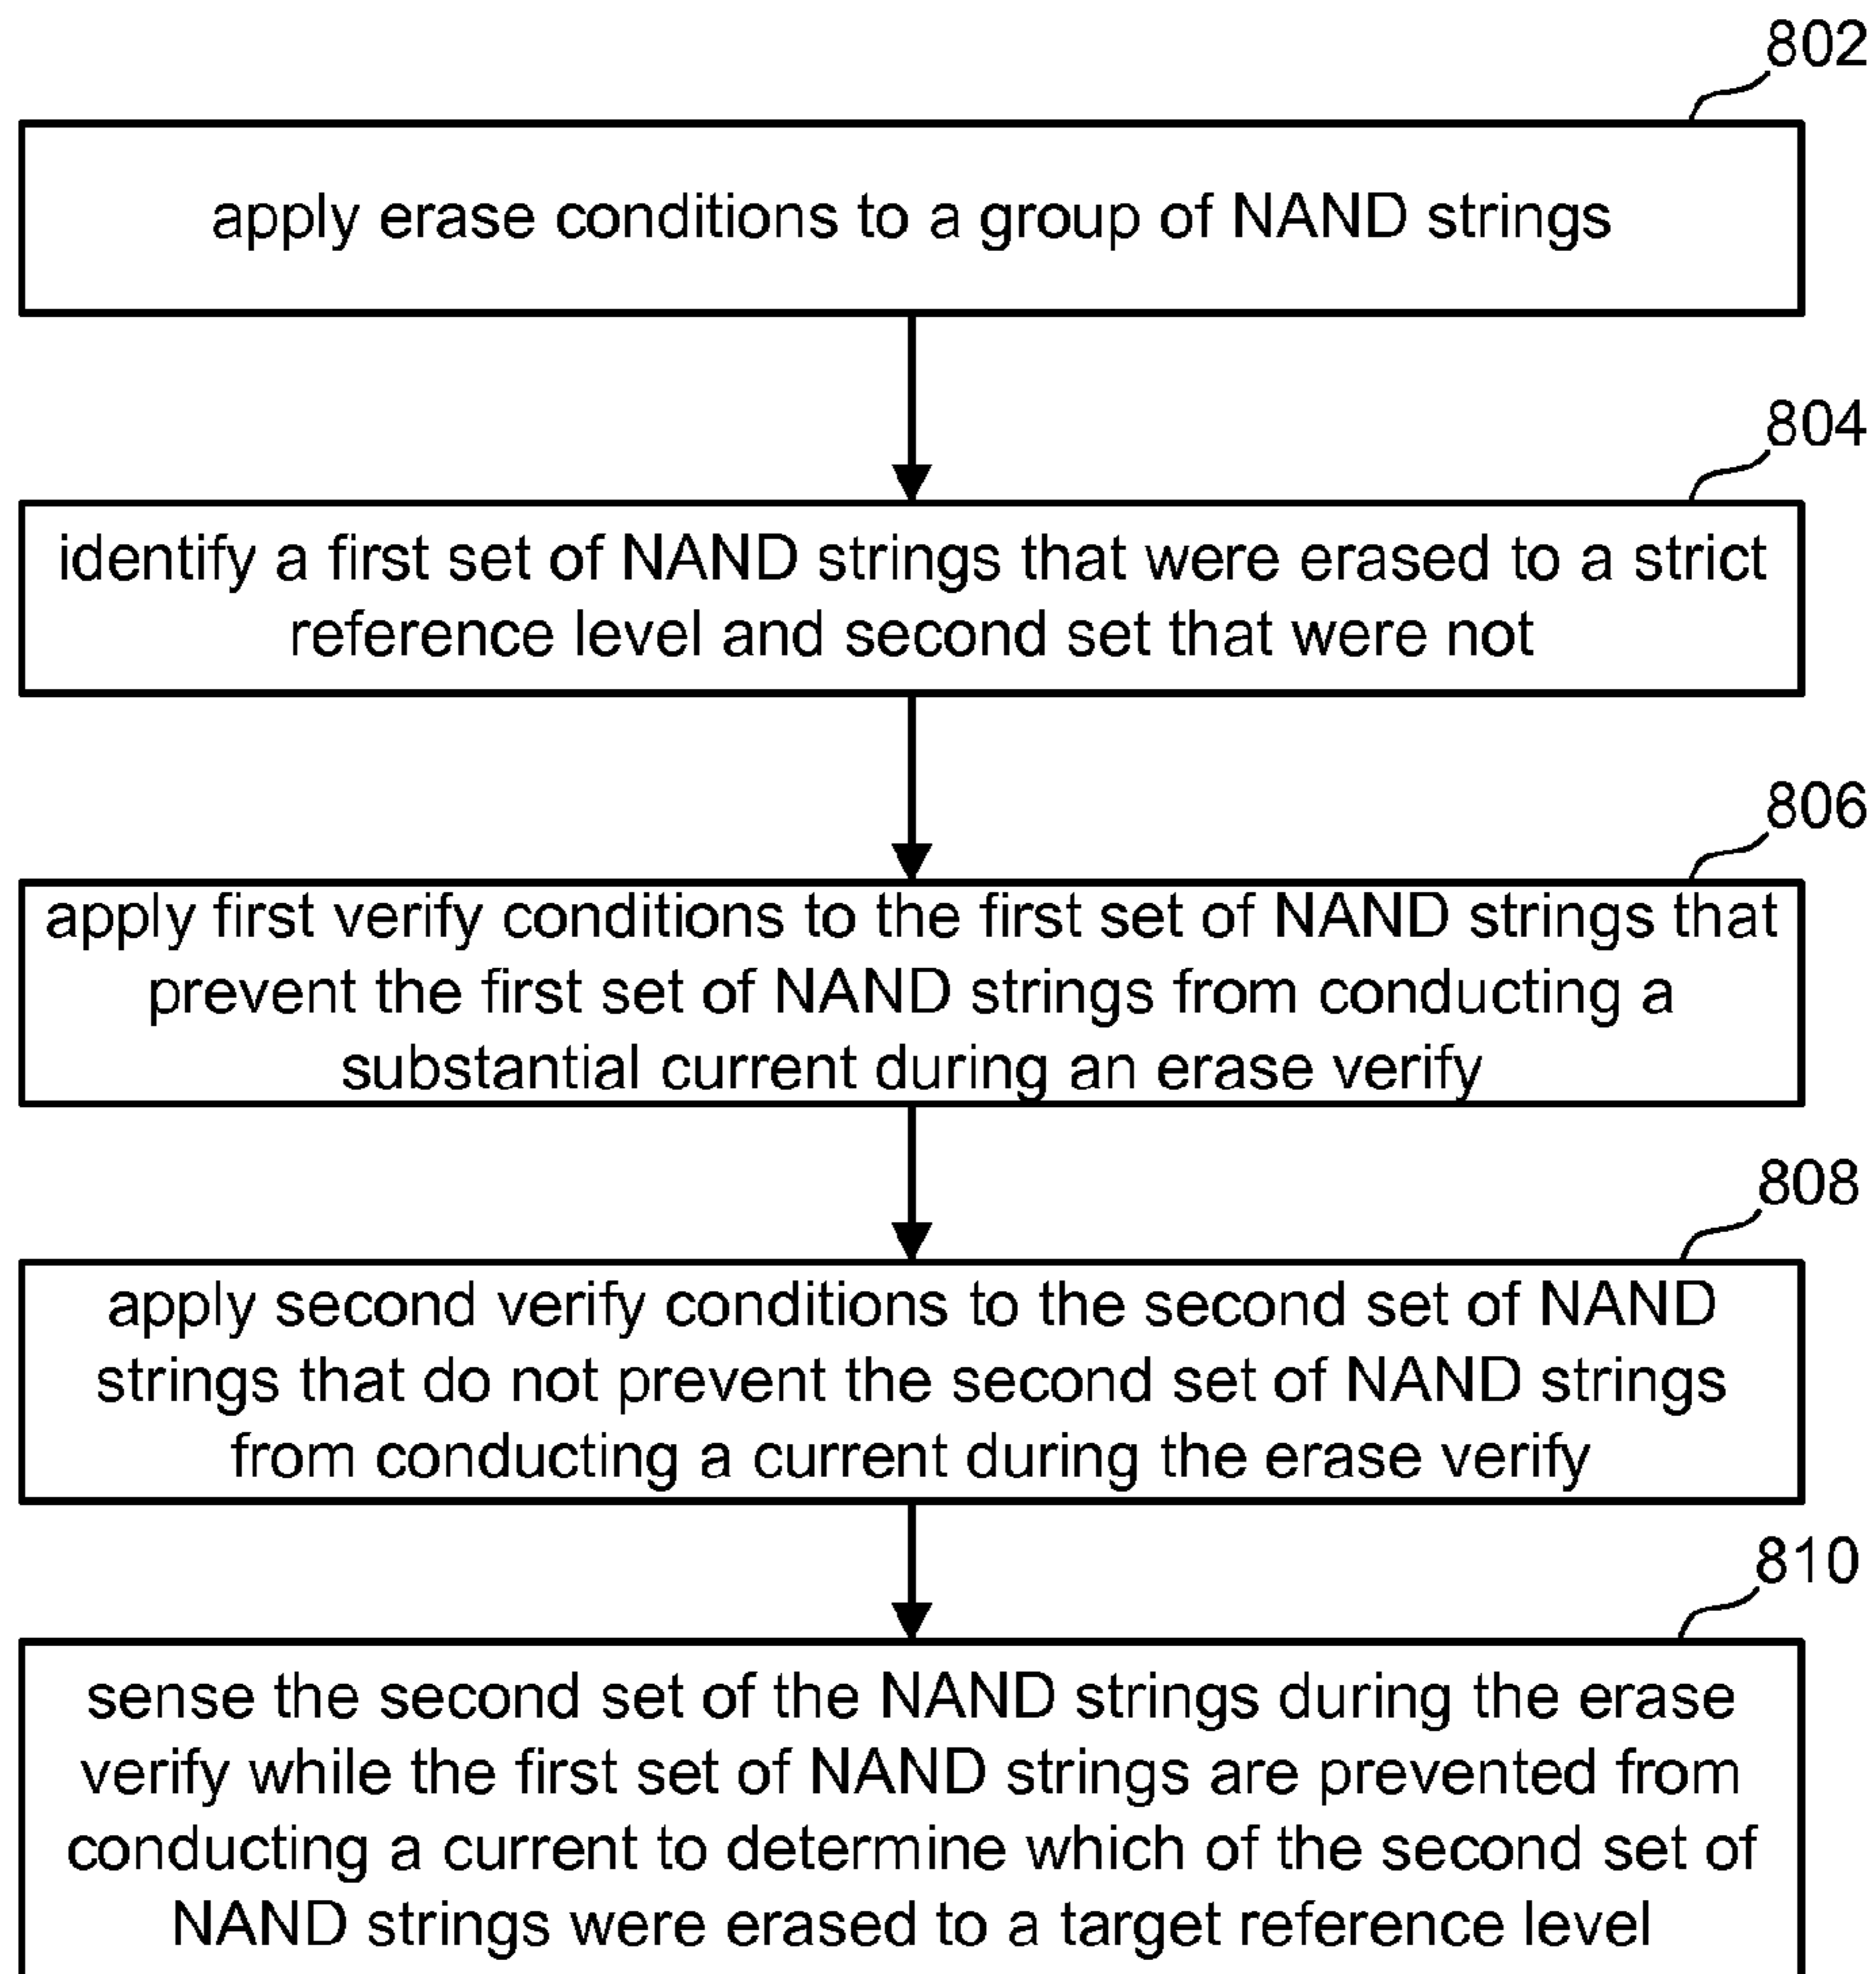 802
apply erase conditions to a group of NAND strings
804
identify a first set of NAND strings that were erased to a strict
reference level and second set that were not
806
apply first verify conditions to the first set of NAND strings that
prevent the first set of NAND strings from conducting a
substantial current during an erase verify
808
apply second verify conditions to the second set of NAND
strings that do not prevent the second set of NAND strings
from conducting a current during the erase verify
810
sense the second set of the NAND strings during the erase
verify while the first set of NAND strings are prevented from
conducting a current to determine which of the second set of
NAND strings were erased to a target reference level